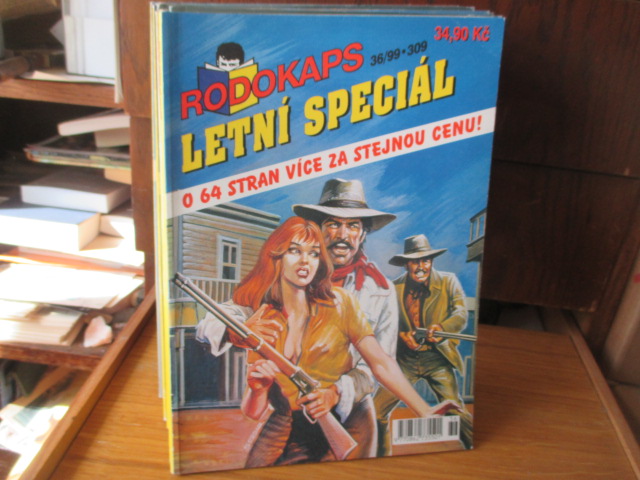 34,90 Kč
RODOKAPS
36/99 • 309
LETNÍ SPECIÁL
O 64 STRAN VÍCE ZA STEJNOU CENU!